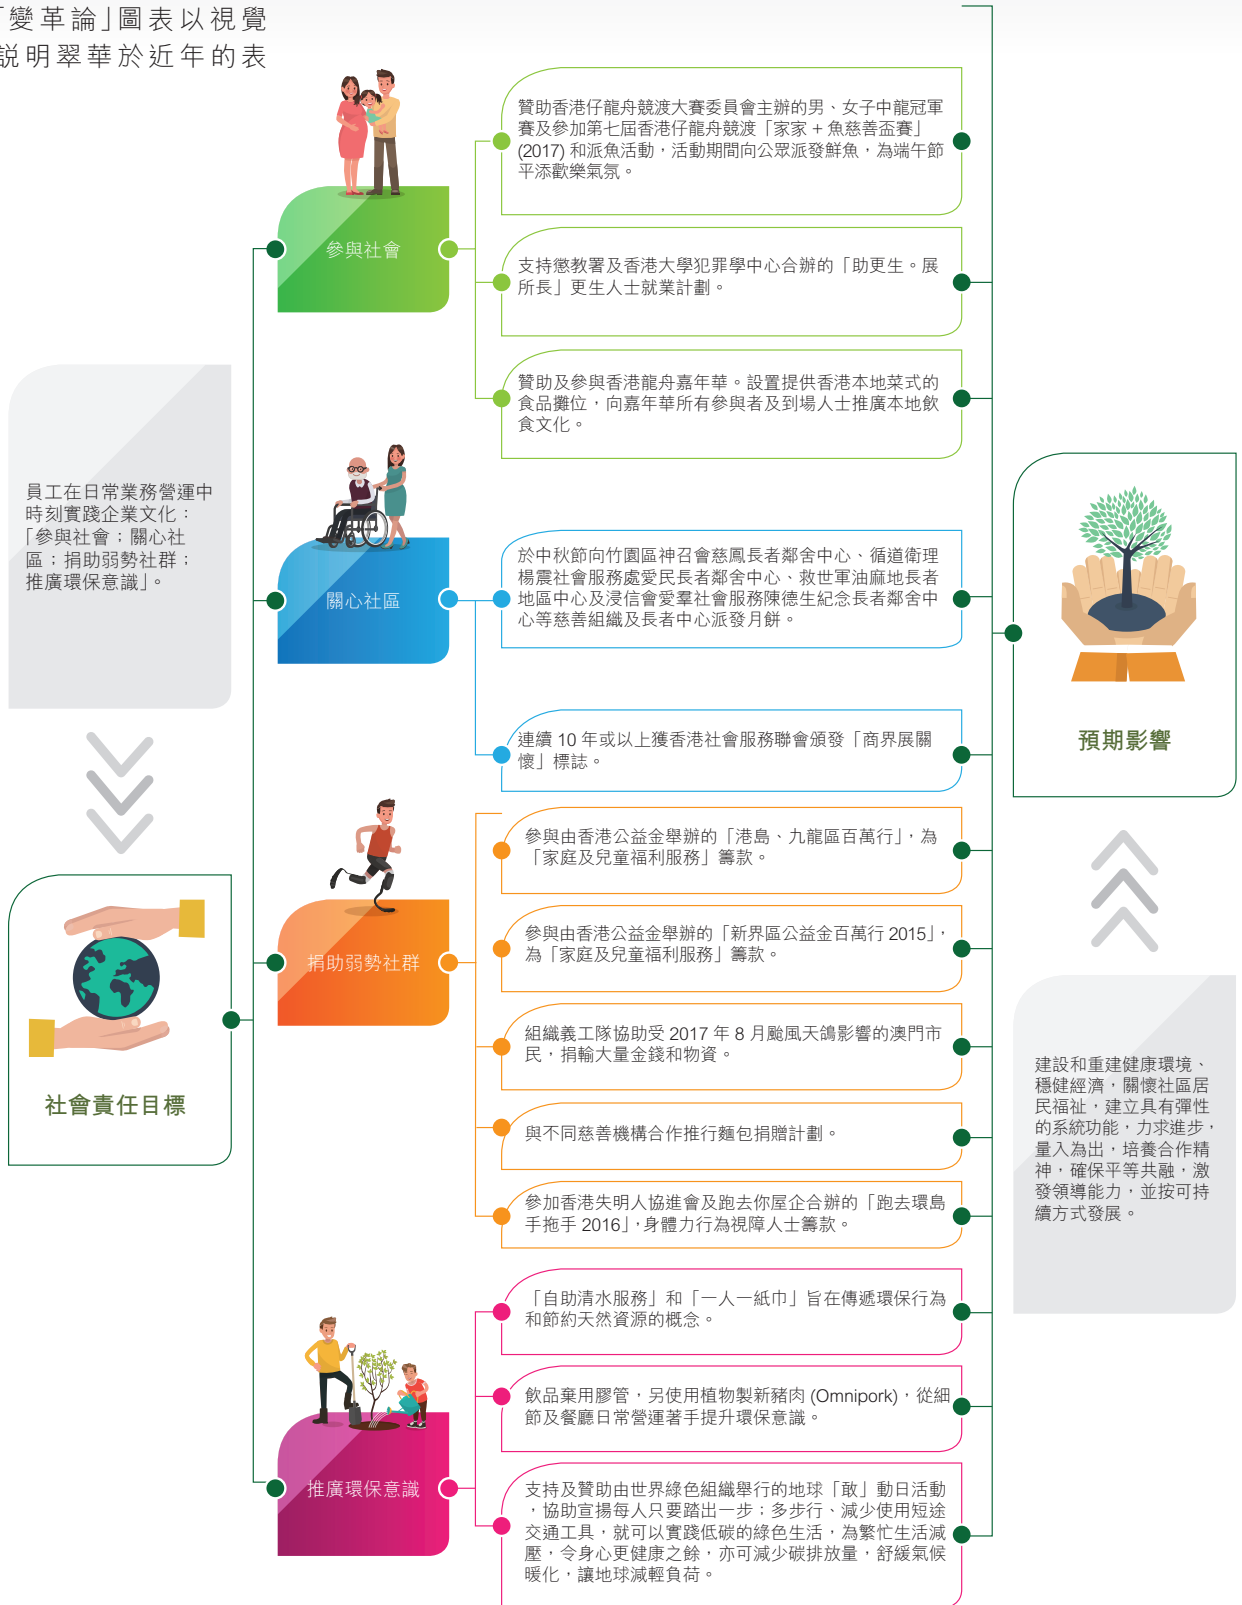 「變革論」圖表以視覺
説明翠華於近年的表
員工在日常業務營運中
時刻實踐企業文化：
「參與社會；關心社
區；捐助弱勢社群；
推廣環保意識」。
社會責任目標
參與社會
贊助香港仔龍舟競渡大賽委員會主辦的男、女子中龍冠軍
賽及參加第七屆香港仔龍舟競渡「家家 + 魚慈善盃賽」
(2017) 和派魚活動，活動期間向公眾派發鮮魚，為端午節
平添歡樂氣氛。
支持懲教署及香港大學犯罪學中心合辦的「助更生。展
所長」更生人士就業計劃。
贊助及參與香港龍舟嘉年華。設置提供香港本地菜式的
食品攤位，向嘉年華所有參與者及到場人士推廣本地飲
食文化。
關心社區
於中秋節向竹園區神召會慈鳳長者鄰舍中心、循道衛理
楊震社會服務處愛民長者鄰舍中心、救世軍油麻地長者
地區中心及浸信會愛羣社會服務陳德生紀念長者鄰舍中
心等慈善組織及長者中心派發月餅。
連續 10 年或以上獲香港社會服務聯會頒發「商界展關
懷」標誌。
捐助弱勢社群
參與由香港公益金舉辦的「港島、九龍區百萬行」，為
「家庭及兒童福利服務」籌款。
參與由香港公益金舉辦的「新界區公益金百萬行 2015」，
為「家庭及兒童福利服務」籌款。
組織義工隊協助受 2017 年 8 月颱風天鴿影響的澳門市
民，捐輸大量金錢和物資。
與不同慈善機構合作推行麵包捐贈計劃。
參加香港失明人協進會及跑去你屋企合辦的「跑去環島
手拖手 2016」，身體力行為視障人士籌款。
推廣環保意識
「自助清水服務」和「一人一紙巾」旨在傳遞環保行為
和節約天然資源的概念。
飲品棄用膠管，另使用植物製新豬肉 (Omnipork)，從細
節及餐廳日常營運著手提升環保意識。
支持及贊助由世界綠色組織舉行的地球「敢」動日活動
，協助宣揚每人只要踏出一步；多步行、減少使用短途
交通工具，就可以實踐低碳的綠色生活，為繁忙生活減
壓，令身心更健康之餘，亦可減少碳排放量，舒緩氣候
暖化，讓地球減輕負荷。
預期影響
建設和重建健康環境、
穩健經濟，關懷社區居
民福祉，建立具有彈性
的系統功能，力求進步，
量入為出，培養合作精
神，確保平等共融，激
發領導能力，並按可持
續方式發展。